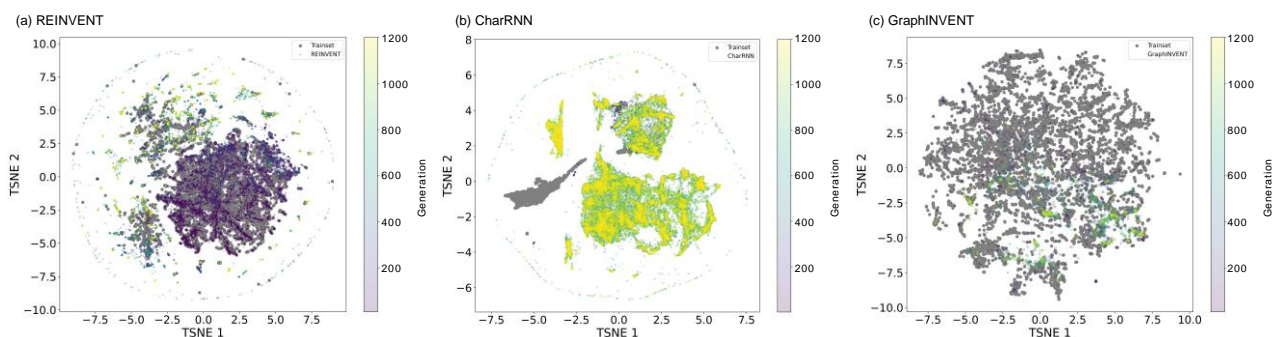 (a) REINVENT
(b) CharRNN
(c) GraphINVENT
10.0
7.5
5.0
2.5
0.0
−2.5
−5.0
−7.5
−10.0
TSNE 2
−7.5 −5.0 −2.5 0.0 2.5 5.0 7.5
TSNE 1
Trainset
REINVENT
1200
1000
800
600
400
200
Generation
8
6
4
2
0
−2
−4
−6
TSNE 2
−7.5 −5.0 −2.5 0.0 2.5 5.0 7.5
TSNE 1
Trainset
CharRNN
1200
1000
800
600
400
200
Generation
7.5
5.0
2.5
0.0
−2.5
−5.0
−7.5
−10.0
TSNE 2
−7.5 −5.0 −2.5 0.0 2.5 5.0 7.5 10.0
TSNE 1
Trainset
GraphINVENT
1200
1000
800
600
400
200
Generation